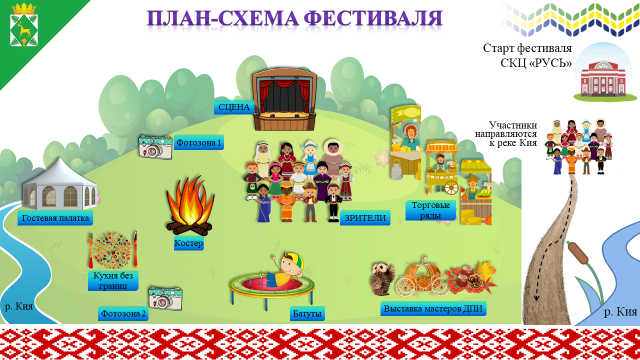 ПЛАН-СХЕМА ФЕСТИВАЛЯ
Старт фестиваля
СКЦ «РУСЬ»
СЦЕНА
Участники
направляются
к реке Кия
Фотозона 1
Гостевая палатка
ЗРИТЕЛИ
Торговые
ряды
Костер
Кухня без
границ
р. Кия
Фотозона 2
Батуты
Выставка мастеров ДПИ
р. Кия